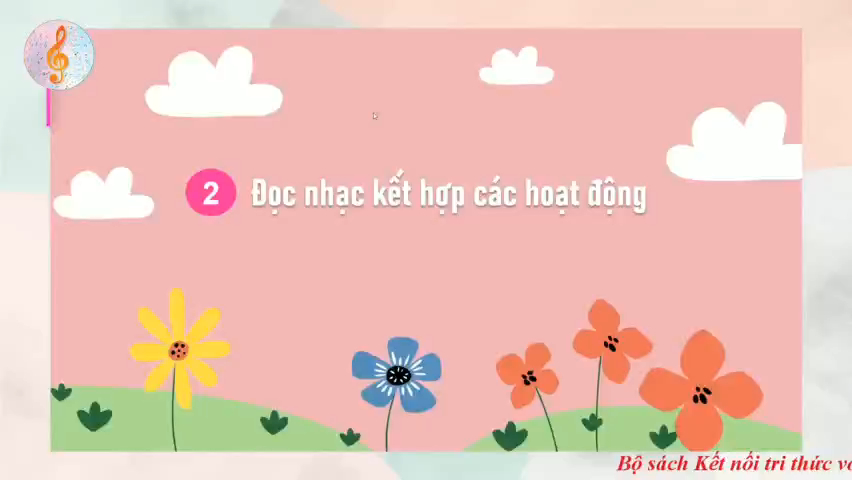 2 Đọc nhạc kết hợp các hoạt động
Bộ sách Kết nối tri thức